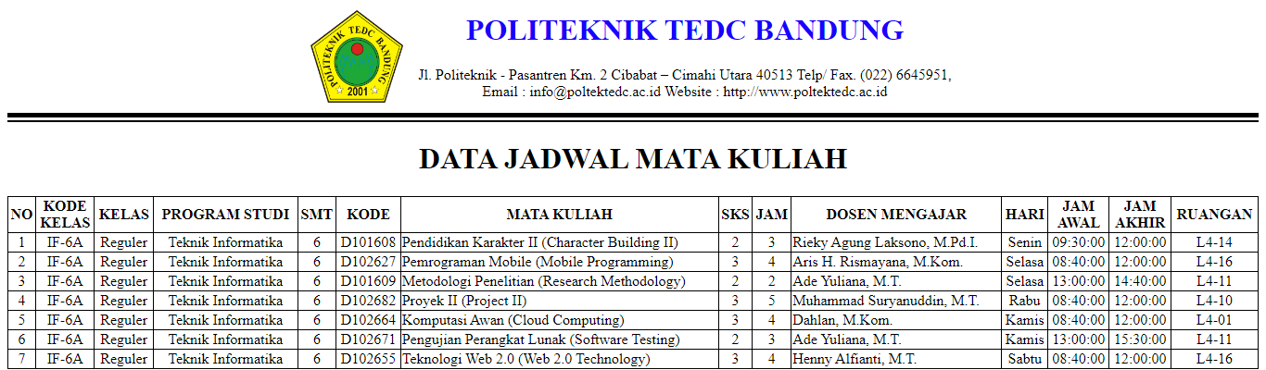 POLITEKNIK TEDC BANDUNG
2001
POLITEKNIK TEDC BANDUNG
Jl. Politeknik - Pasantren Km. 2 Cibabat – Cimahi Utara 40513 Telp/ Fax. (022) 6645951,
Email : info@poltektedc.ac.id Website : http://www.poltektedc.ac.id
DATA JADWAL MATA KULIAH
NO KODE KELAS KELAS PROGRAM STUDI SMT KODE MATA KULIAH SKS JAM DOSEN MENGAJAR HARI JAM AWAL JAM AKHIR RUANGAN
1 IF-6A Reguler Teknik Informatika 6 D101608 Pendidikan Karakter II (Character Building II) 2 3 Rieky Agung Laksono, M.Pd.I. Senin 09:30:00 12:00:00 L4-14
2 IF-6A Reguler Teknik Informatika 6 D102627 Pemrograman Mobile (Mobile Programming) 3 4 Aris H. Rismayana, M.Kom. Selasa 08:40:00 12:00:00 L4-16
3 IF-6A Reguler Teknik Informatika 6 D101609 Metodologi Penelitian (Research Methodology) 2 2 Ade Yuliana, M.T. Selasa 13:00:00 14:40:00 L4-11
4 IF-6A Reguler Teknik Informatika 6 D102682 Proyek II (Project II) 3 5 Muhammad Suryanuddin, M.T. Rabu 08:40:00 12:00:00 L4-10
5 IF-6A Reguler Teknik Informatika 6 D102664 Komputasi Awan (Cloud Computing) 3 4 Dahlan, M.Kom. Kamis 08:40:00 12:00:00 L4-01
6 IF-6A Reguler Teknik Informatika 6 D102671 Pengujian Perangkat Lunak (Software Testing) 2 3 Ade Yuliana, M.T. Kamis 13:00:00 15:30:00 L4-11
7 IF-6A Reguler Teknik Informatika 6 D102655 Teknologi Web 2.0 (Web 2.0 Technology) 3 4 Henny Alfianti, M.T. Sabtu 08:40:00 12:00:00 L4-16